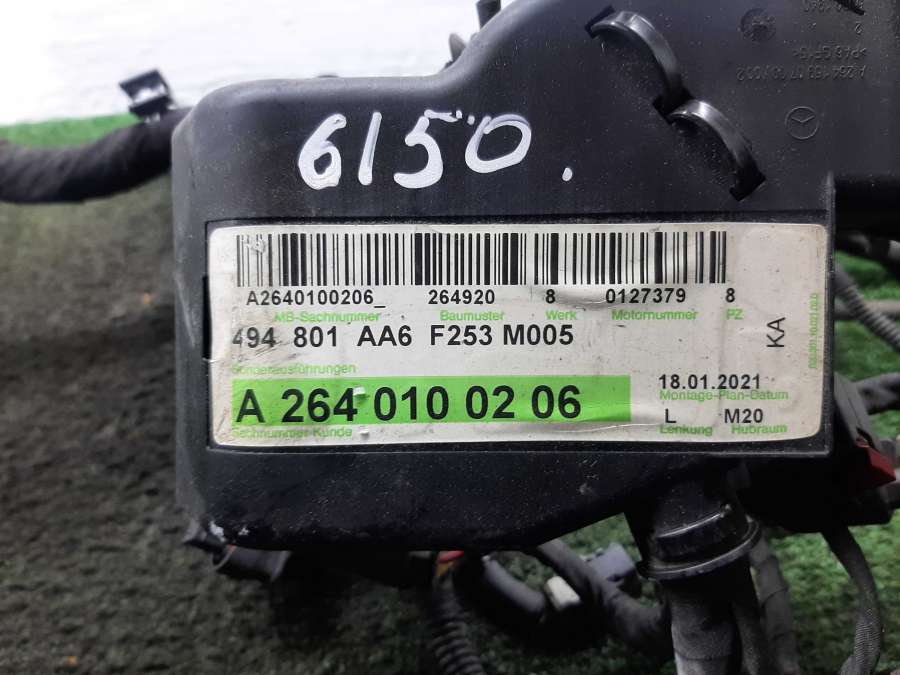 6150.
A2640100206_ 264920 8 0127379 8
MB-Sachnummer Baumuster Werk Motornummer PZ
494 801 AA6 F253 M005
KA
Sonderausführungen
A 264 010 02 06
Sachnummer Kunde
18.01.2021
Montage-Plan-Datum
L M20
Lenkung Hubraum